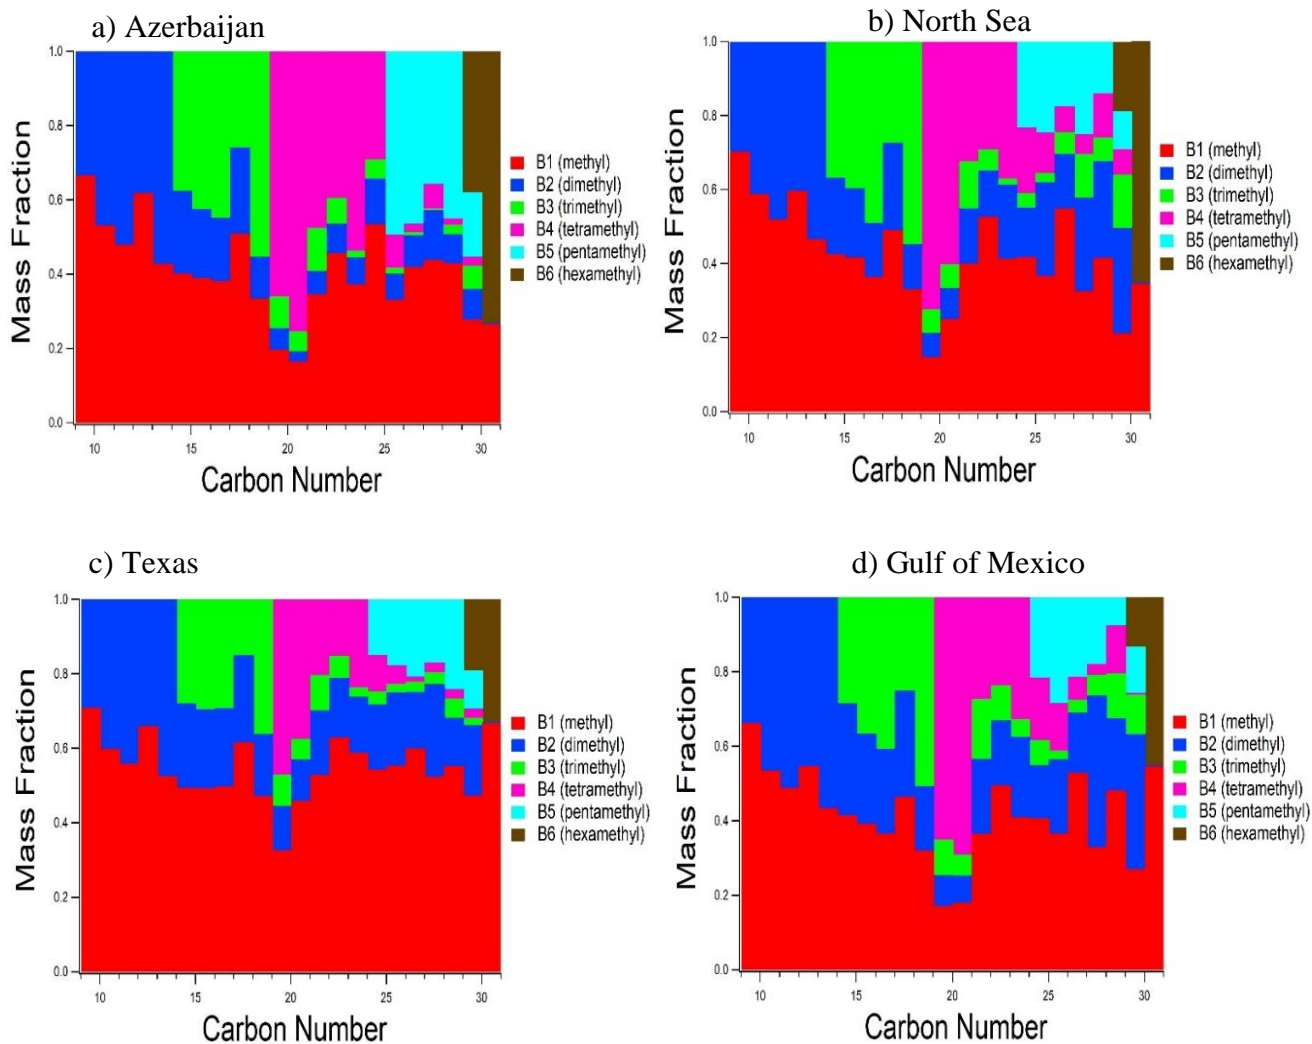 a) Azerbaijan
1.0
0.8
0.6
0.4
0.2
0.0
Mass Fraction
10 15 20 25 30
Carbon Number
B1 (methyl)
B2 (dimethyl)
B3 (trimethyl)
B4 (tetramethyl)
B5 (pentamethyl)
B6 (hexamethyl)
b) North Sea
1.0
0.8
0.6
0.4
0.2
0.0
Mass Fraction
10 15 20 25 30
Carbon Number
B1 (methyl)
B2 (dimethyl)
B3 (trimethyl)
B4 (tetramethyl)
B5 (pentamethyl)
B6 (hexamethyl)
c) Texas
1.0
0.8
0.6
0.4
0.2
0.0
Mass Fraction
10 15 20 25 30
Carbon Number
B1 (methyl)
B2 (dimethyl)
B3 (trimethyl)
B4 (tetramethyl)
B5 (pentamethyl)
B6 (hexamethyl)
d) Gulf of Mexico
1.0
0.8
0.6
0.4
0.2
0.0
Mass Fraction
10 15 20 25 30
Carbon Number
B1 (methyl)
B2 (dimethyl)
B3 (trimethyl)
B4 (tetramethyl)
B5 (pentamethyl)
B6 (hexamethyl)